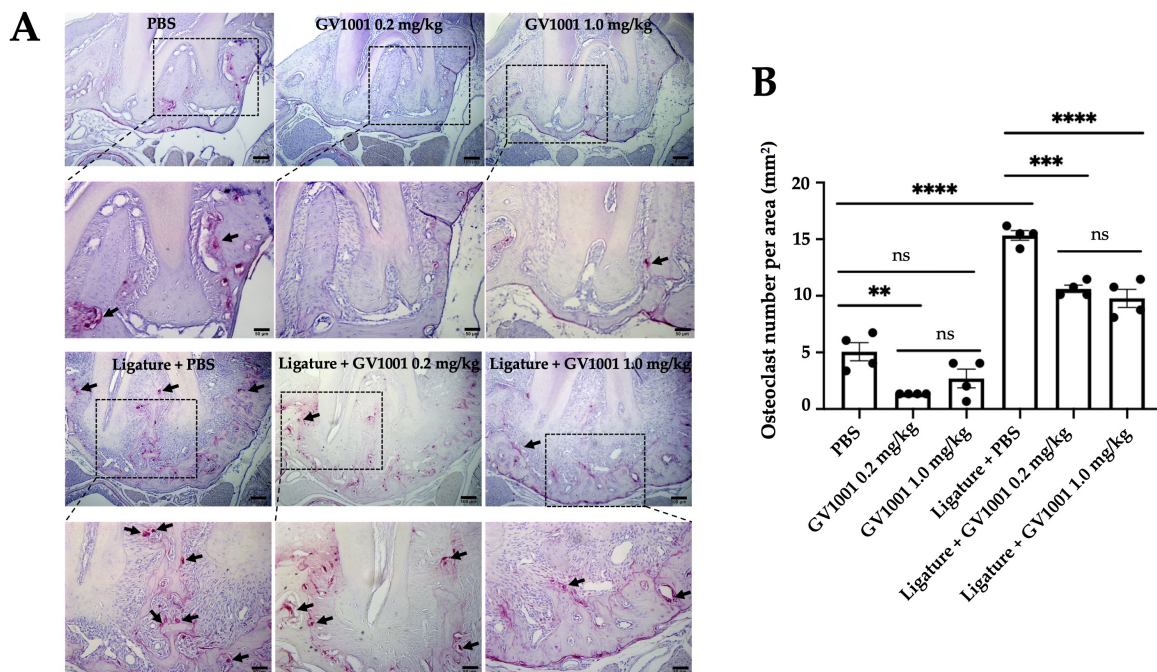 A
PBS
GV1001 0.2 mg/kg
GV1001 1.0 mg/kg
Ligature + PBS
Ligature + GV1001 0.2 mg/kg
Ligature + GV1001 1.0 mg/kg
B
Osteoclast number per area (mm²)
20
15
10
5
0
****
***
****
ns
ns
**
ns
PBS
GV1001 0.2 mg/kg
GV1001 1.0 mg/kg
Ligature + PBS
Ligature + GV1001 0.2 mg/kg
Ligature + GV1001 1.0 mg/kg